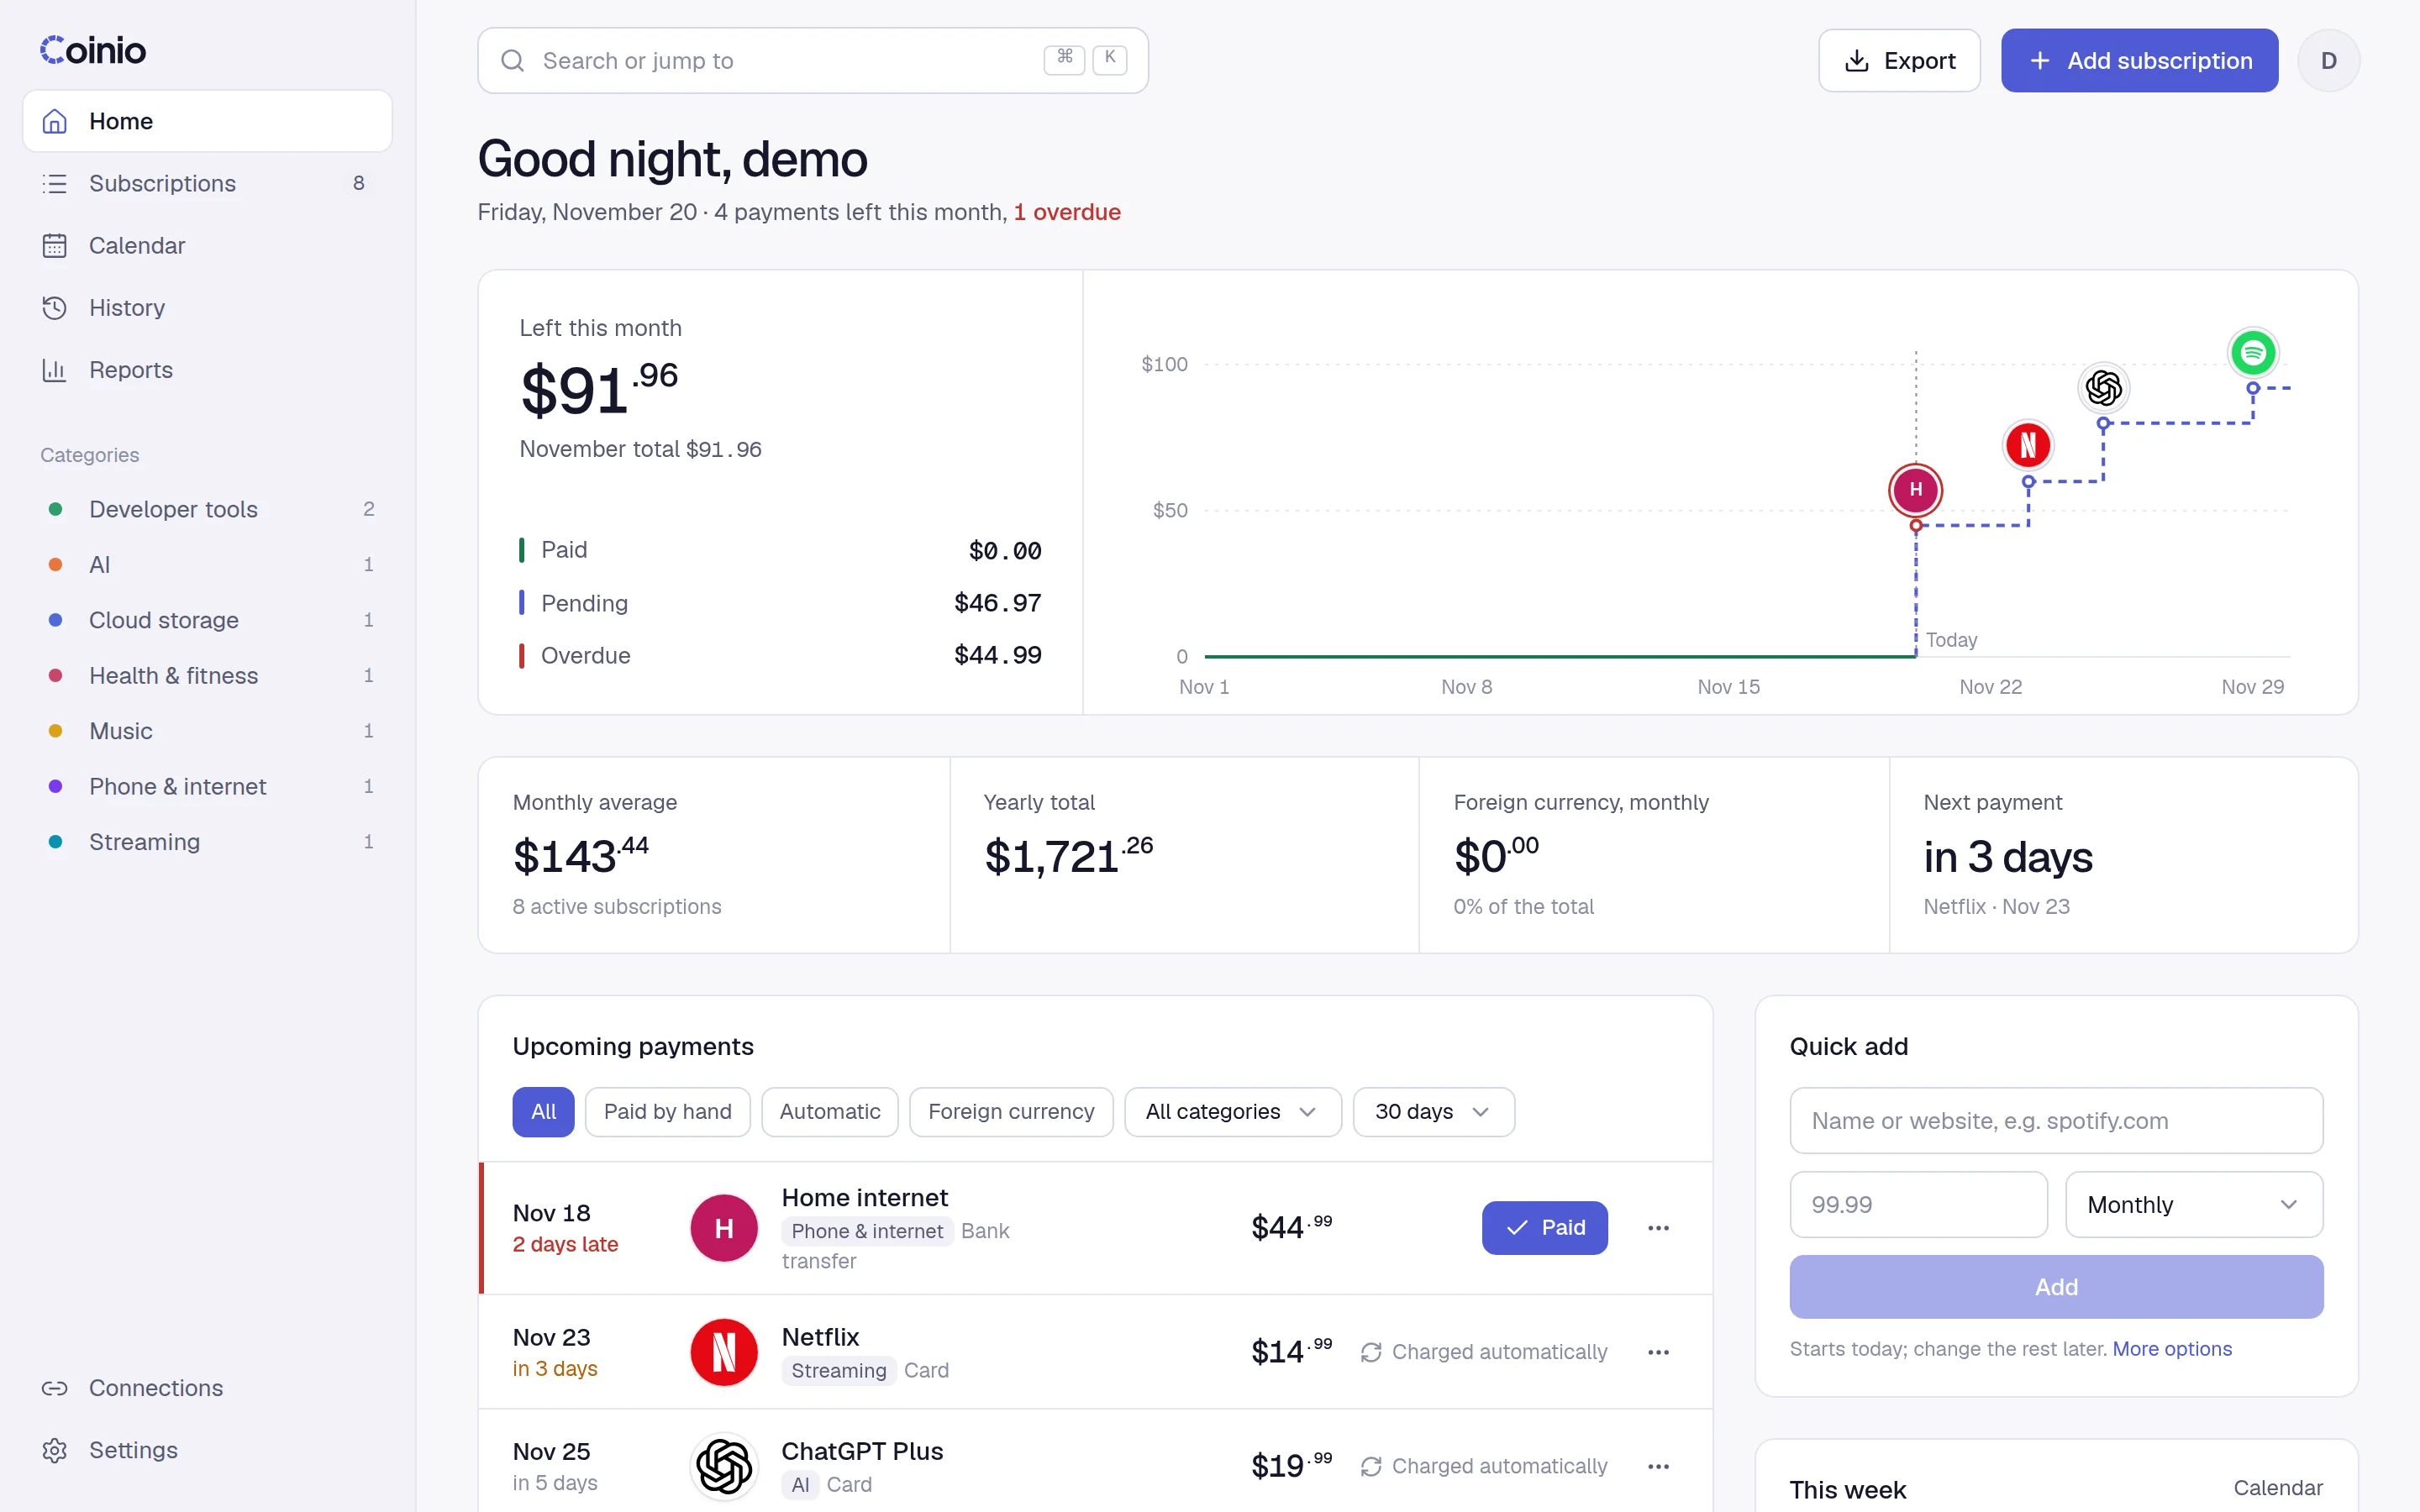 Coinio
Home
Subscriptions 8
Calendar
History
Reports
Categories
Developer tools 2
AI 1
Cloud storage 1
Health & fitness 1
Music 1
Phone & internet 1
Streaming 1
Connections
Settings
Search or jump to ⌘ K
Export
Add subscription
D
Good night, demo
Friday, November 20 · 4 payments left this month, 1 overdue
Left this month
$91.96
November total $91.96
Paid $0.00
Pending $46.97
Overdue $44.99
$100
$50
0
H
N
Today
Nov 1 Nov 8 Nov 15 Nov 22 Nov 29
Monthly average
$143.44
8 active subscriptions
Yearly total
$1,721.26
Foreign currency, monthly
$0.00
0% of the total
Next payment
in 3 days
Netflix · Nov 23
Upcoming payments
All Paid by hand Automatic Foreign currency All categories 30 days
Nov 18
2 days late
H
Home internet
Phone & internet Bank
transfer
$44.99
Paid
Nov 23
in 3 days
N
Netflix
Streaming Card
$14.99
Charged automatically
Nov 25
in 5 days
ChatGPT Plus
AI Card
$19.99
Charged automatically
Quick add
Name or website, e.g. spotify.com
99.99
Monthly
Add
Starts today; change the rest later. More options
This week
Calendar